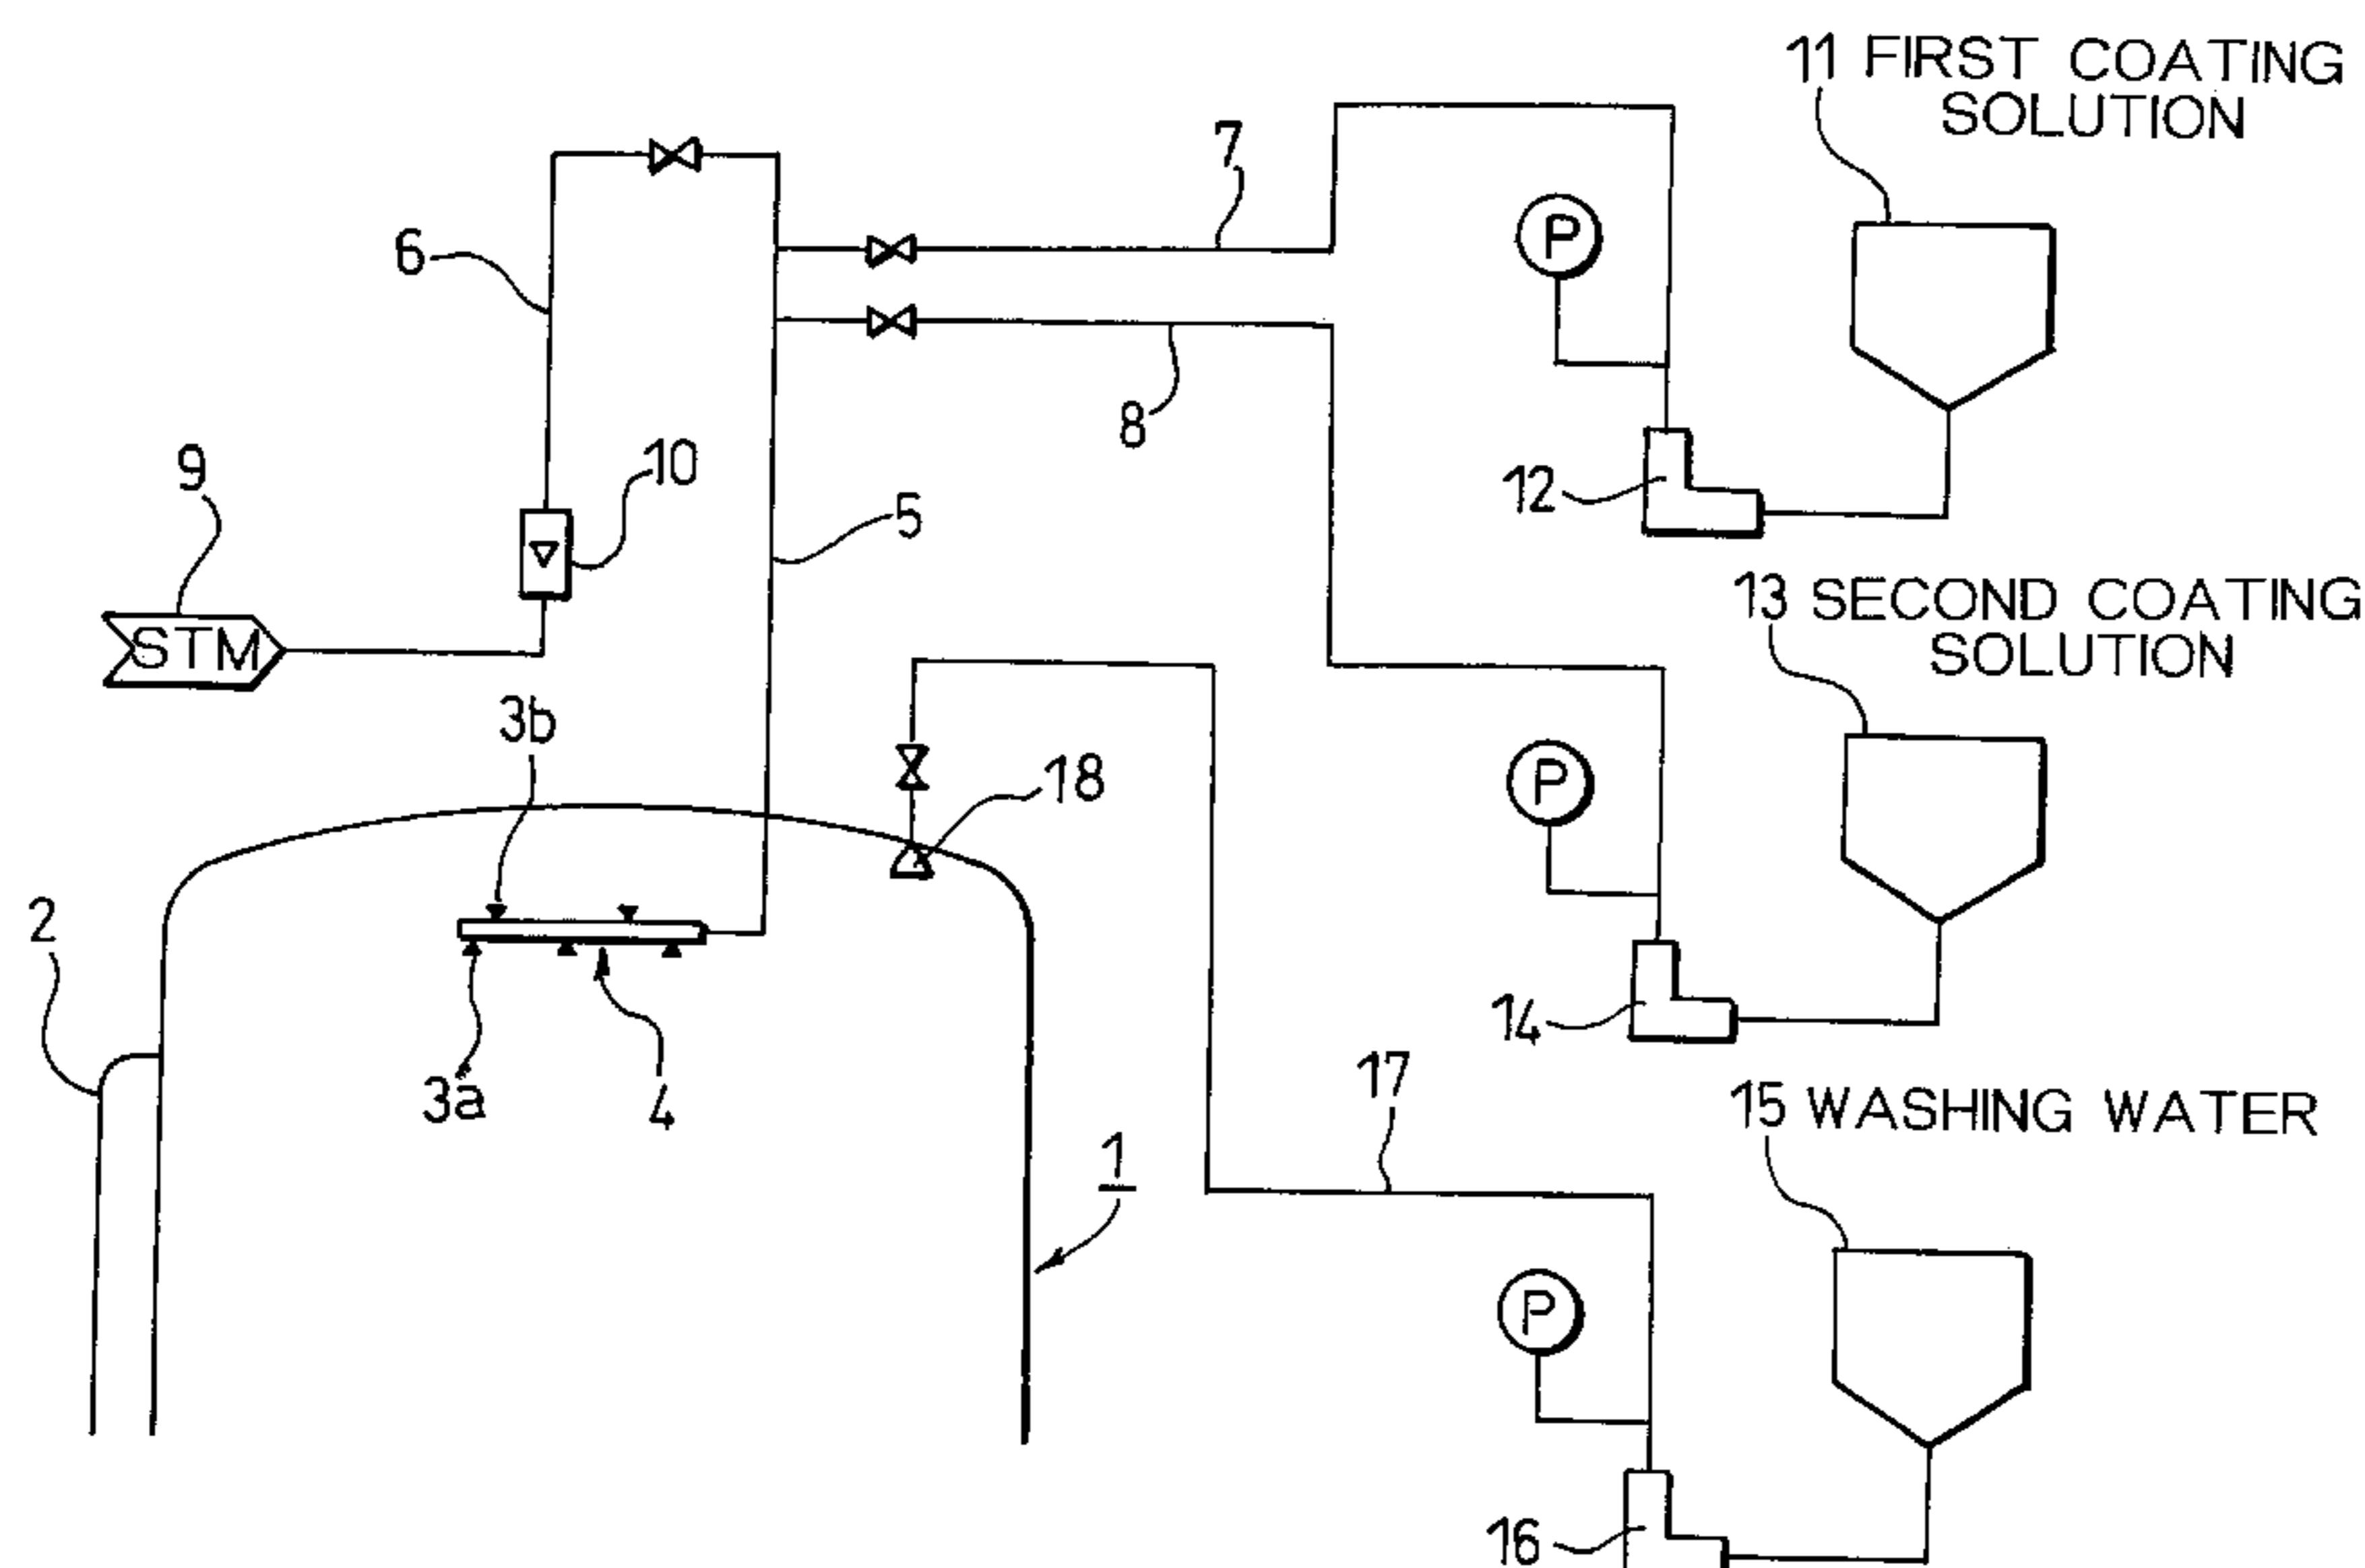 11 FIRST COATING
SOLUTION
7
P
6
8
9
10
12
5
STM
13 SECOND COATING
SOLUTION
3b
18
P
2
14
3a
4
17
15 WASHING WATER
1
P
16